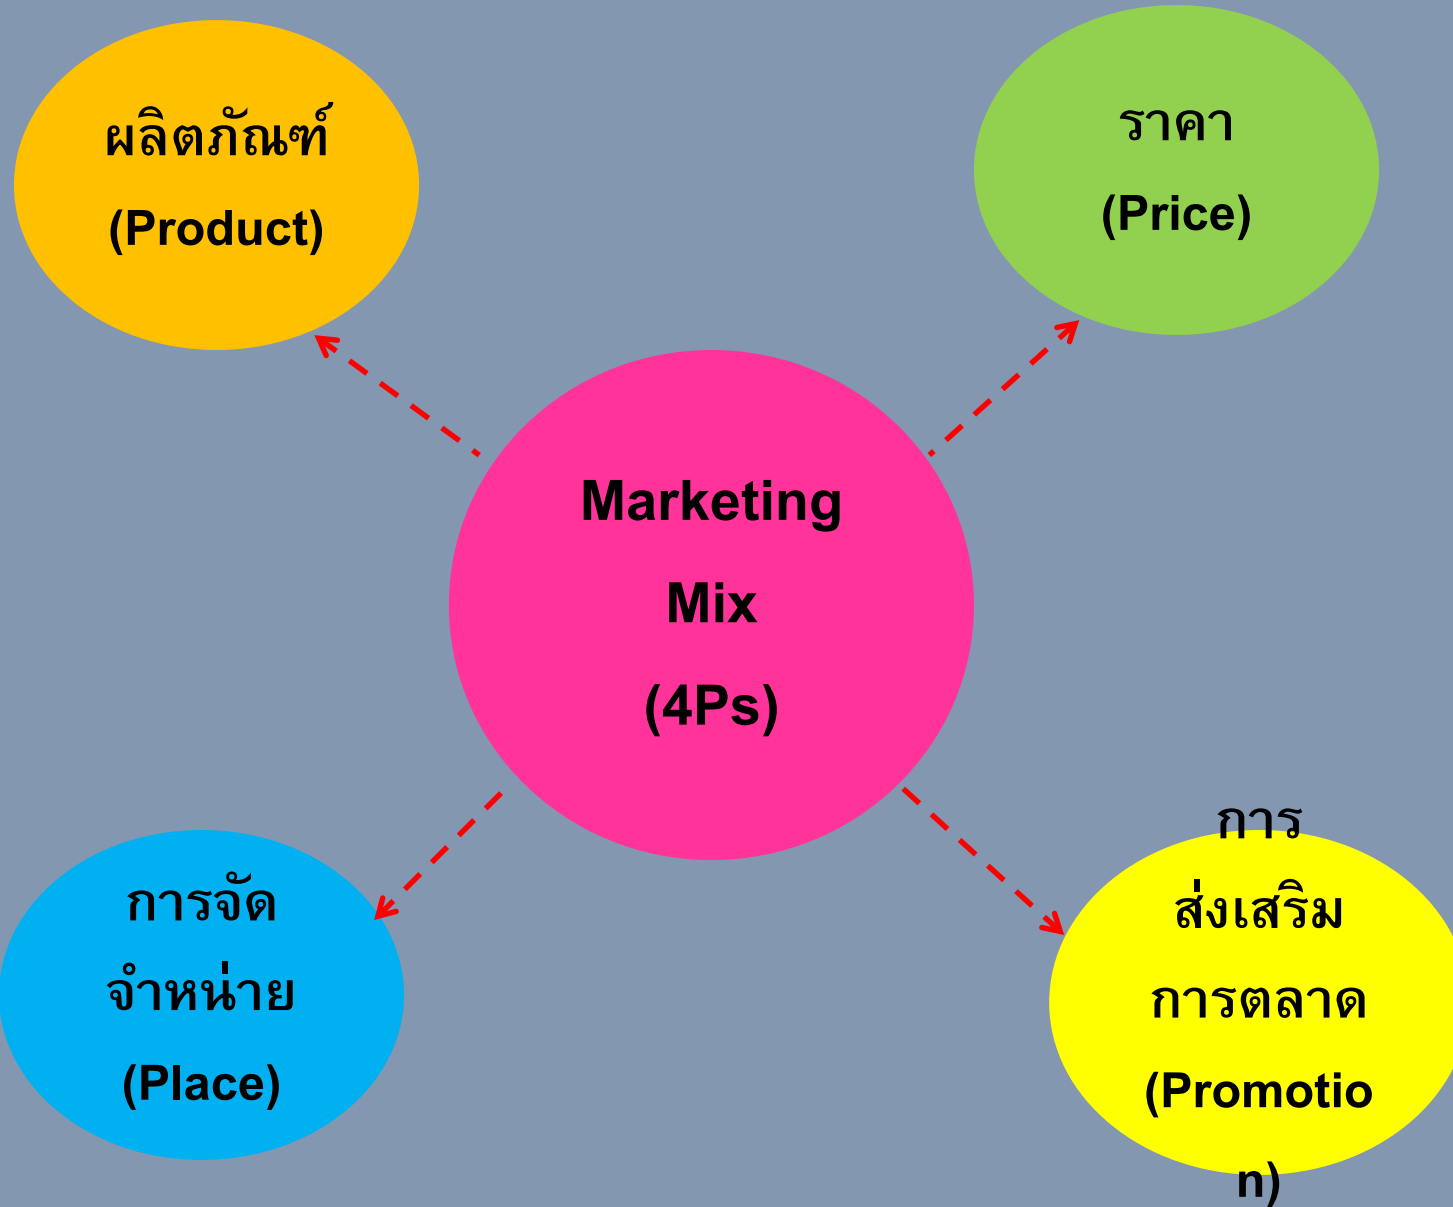 ผลิตภัณฑ์
(Product)
ราคา
(Price)
Marketing
Mix
(4Ps)
การจัด
จำหน่าย
(Place)
การ
ส่งเสริม
การตลาด
(Promotio
n)